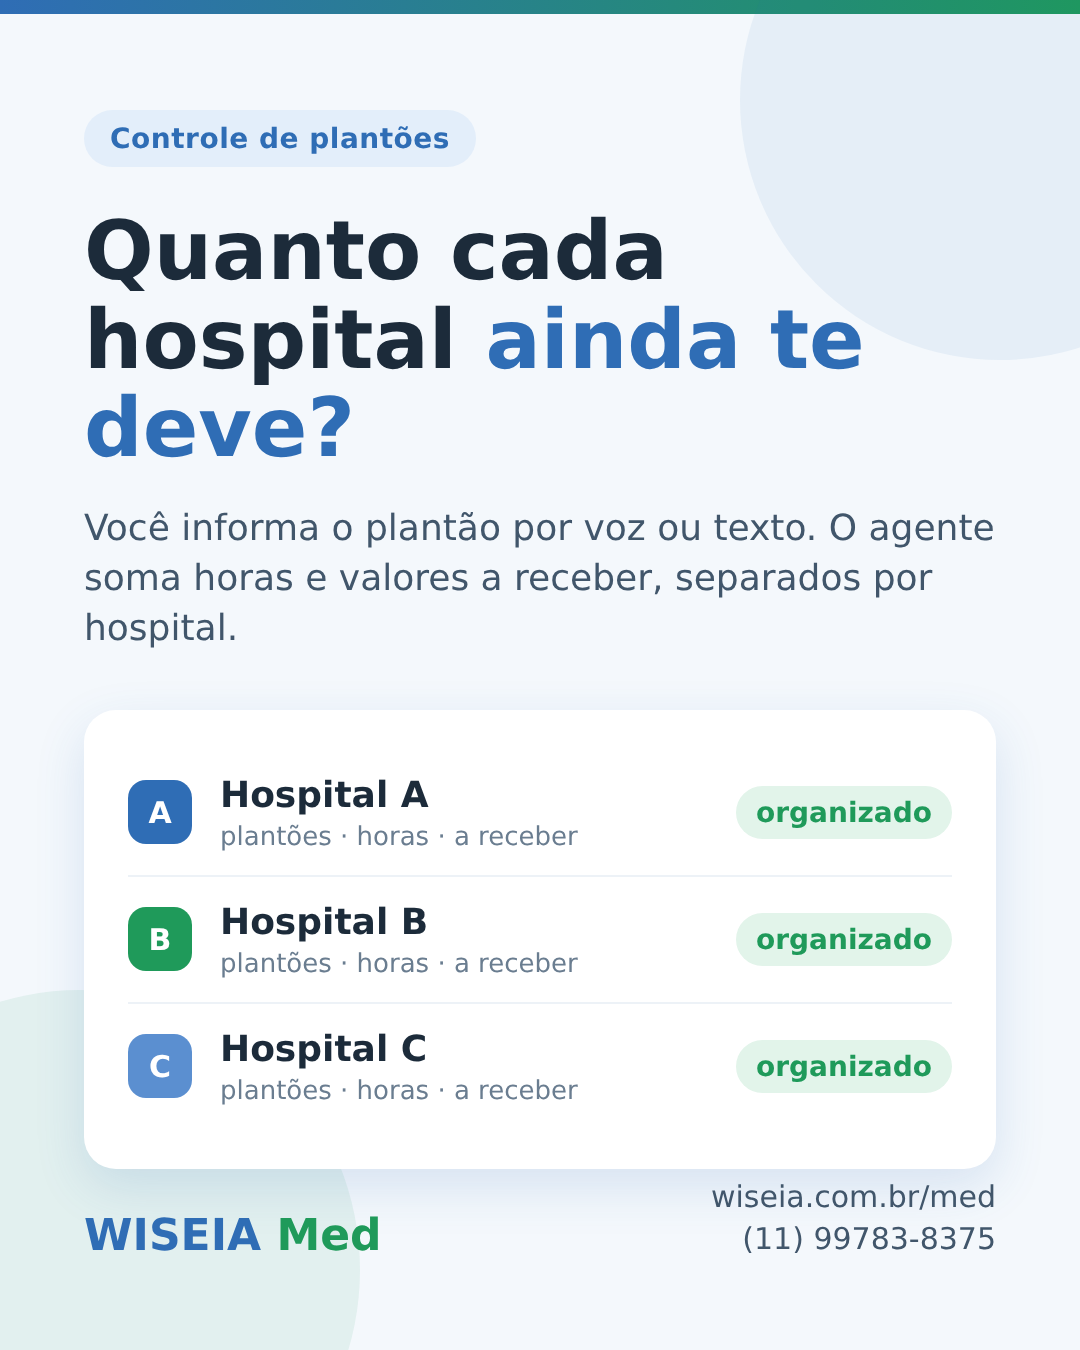 Controle de plantões
Quanto cada
hospital ainda te
deve?
Você informa o plantão por voz ou texto. O agente
soma horas e valores a receber, separados por
hospital.
A
Hospital A
plantões · horas · a receber
organizado
B
Hospital B
plantões · horas · a receber
organizado
C
Hospital C
plantões · horas · a receber
organizado
WISEIA Med
wiseia.com.br/med
(11) 99783-8375